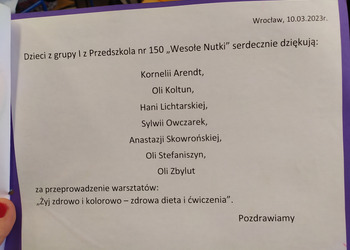 Wrocław, 10.03.2023r.
Dzieci z grupy I z Przedszkola nr 150 „Wesołe Nutki” serdecznie dziękują:
Kornelii Arendt,
Oli Koltun,
Hani Lichtarskiej,
Sylwii Owczarek,
Anastazji Skowrońskiej,
Oli Stefaniszyn,
Oli Zbylut
za przeprowadzenie warsztatów:
„Żyj zdrowo i kolorowo – zdrowa dieta i ćwiczenia”.
Pozdrawiamy